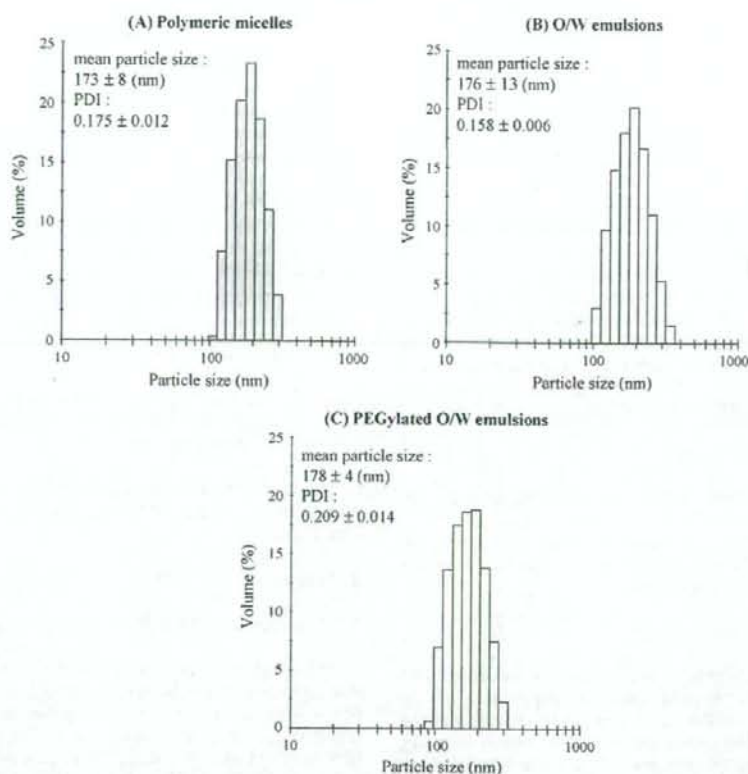 (A) Polymeric micelles
25
20
15
10
5
0
Volume (%)
mean particle size :
173 ± 8 (nm)
PDI :
0.175 ± 0.012
10
100
1000
Particle size (nm)
(B) O/W emulsions
25
20
15
10
5
0
Volume (%)
mean particle size :
176 ± 13 (nm)
PDI :
0.158 ± 0.006
10
100
1000
Particle size (nm)
(C) PEGylated O/W emulsions
25
20
15
10
5
0
Volume (%)
mean particle size :
178 ± 4 (nm)
PDI :
0.209 ± 0.014
10
100
1000
Particle size (nm)